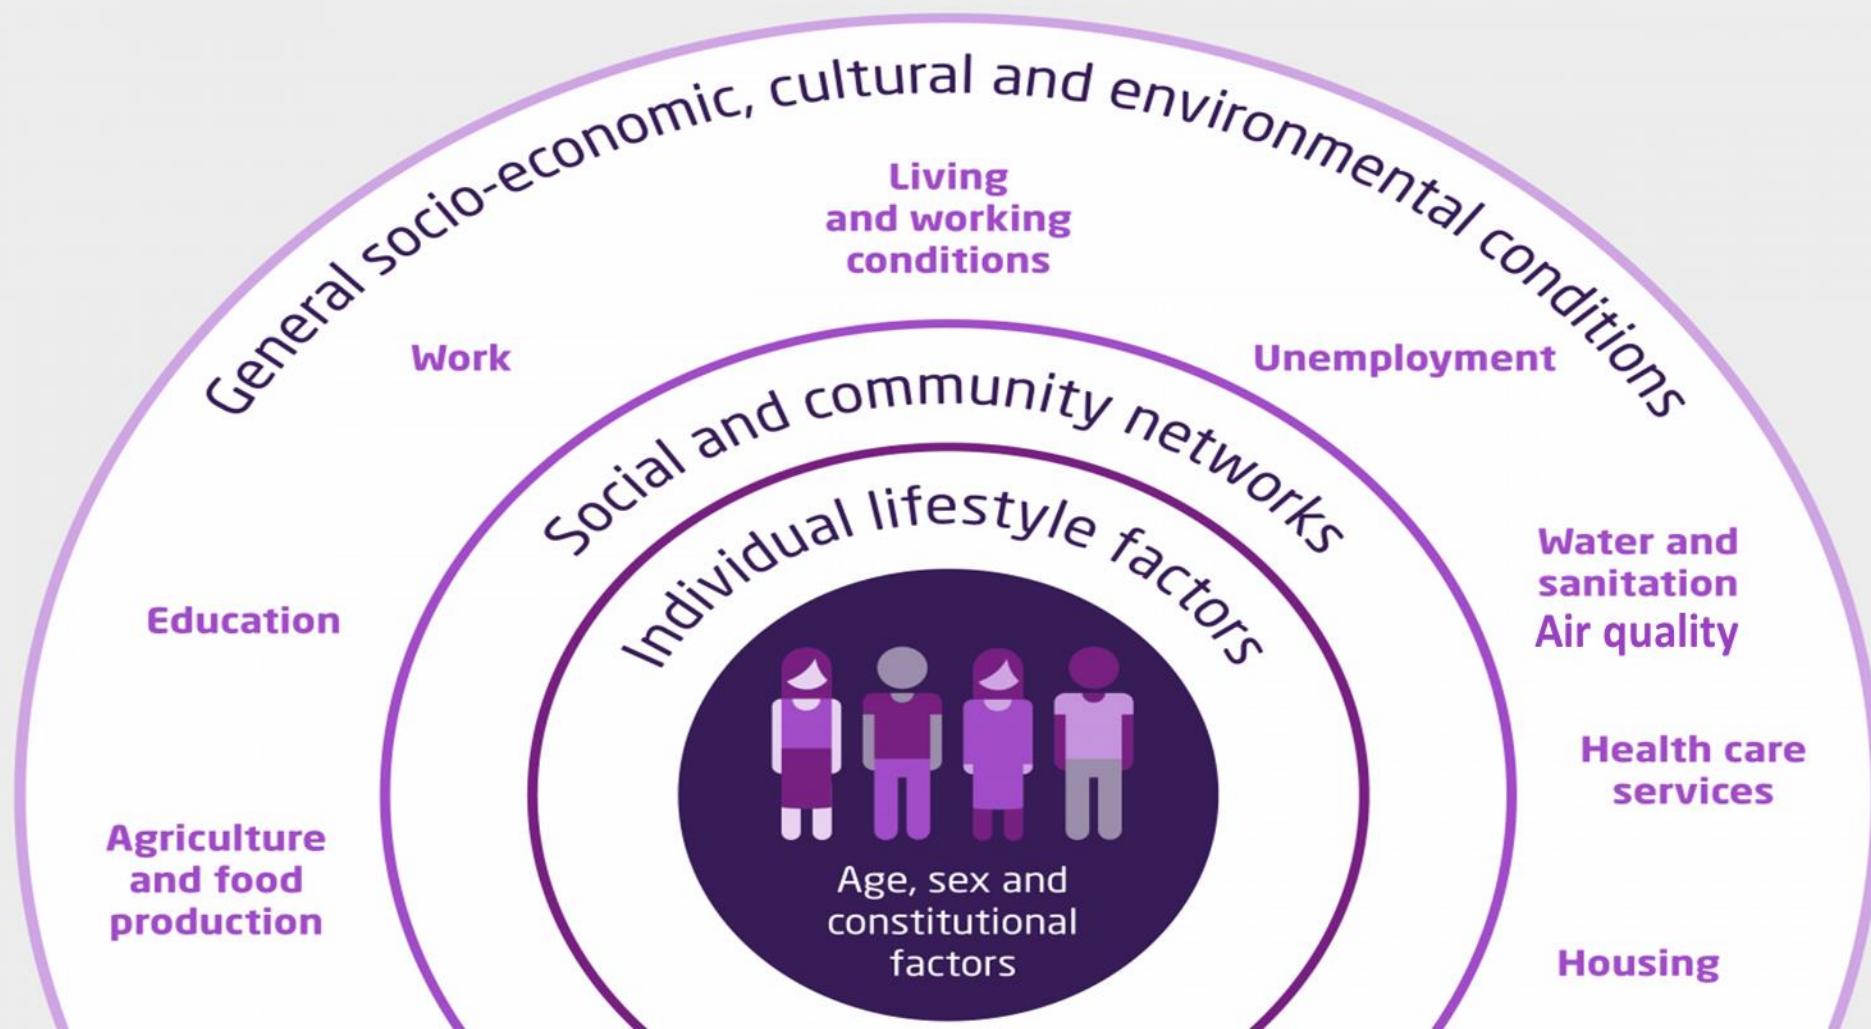 General socio-economic, cultural and environmental conditions
Living
and working
conditions
Work
Unemployment
Social and community networks
Individual lifestyle factors
Education
Water and
sanitation
Air quality
Health care
services
Agriculture
and food
production
Age, sex and
constitutional
factors
Housing